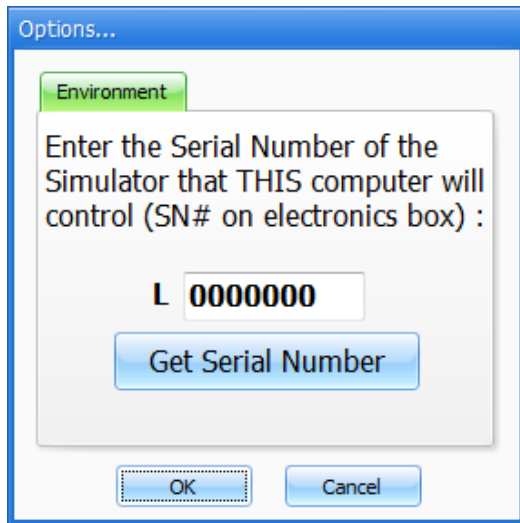 Options...
Environment
Enter the Serial Number of the
Simulator that THIS computer will
control (SN# on electronics box) :
L 0000000
Get Serial Number
OK Cancel